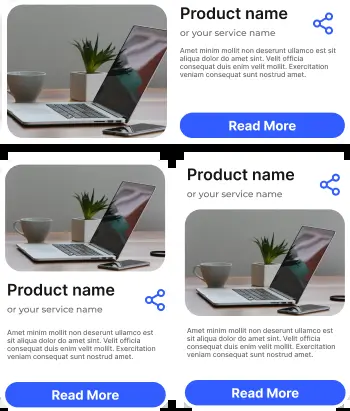 Product name
or your service name
Amet minim mollit non deserunt ullamco est sit
aliqua dolor do amet sint. Velit officia
consequat duis enim velit mollit. Exercitation
veniam consequat sunt nostrud amet.
Read More
Product name
or your service name
Amet minim mollit non deserunt ullamco est
sit aliqua dolor do amet sint. Velit officia
consequat duis enim velit mollit. Exercitation
veniam consequat sunt nostrud amet.
Read More
Product name
or your service name
Amet minim mollit non deserunt ullamco est
sit aliqua dolor do amet sint. Velit officia
consequat duis enim velit mollit. Exercitation
veniam consequat sunt nostrud amet.
Read More